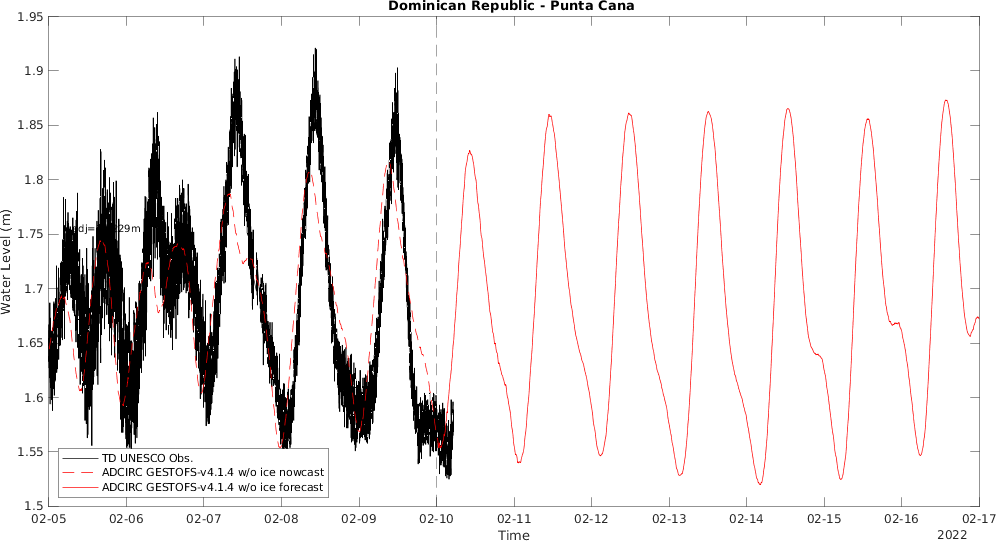 Dominican Republic - Punta Cana
1.95
1.9
1.85
1.8
1.75
1.7
1.65
1.6
1.55
1.5
Water Level (m)
29m
TD UNESCO Obs.
ADCIRC GESTOFS-v4.1.4 w/o ice nowcast
ADCIRC GESTOFS-v4.1.4 w/o ice forecast
02-05 02-06 02-07 02-08 02-09 02-10 02-11 02-12 02-13 02-14 02-15 02-16 02-17
Time
2022